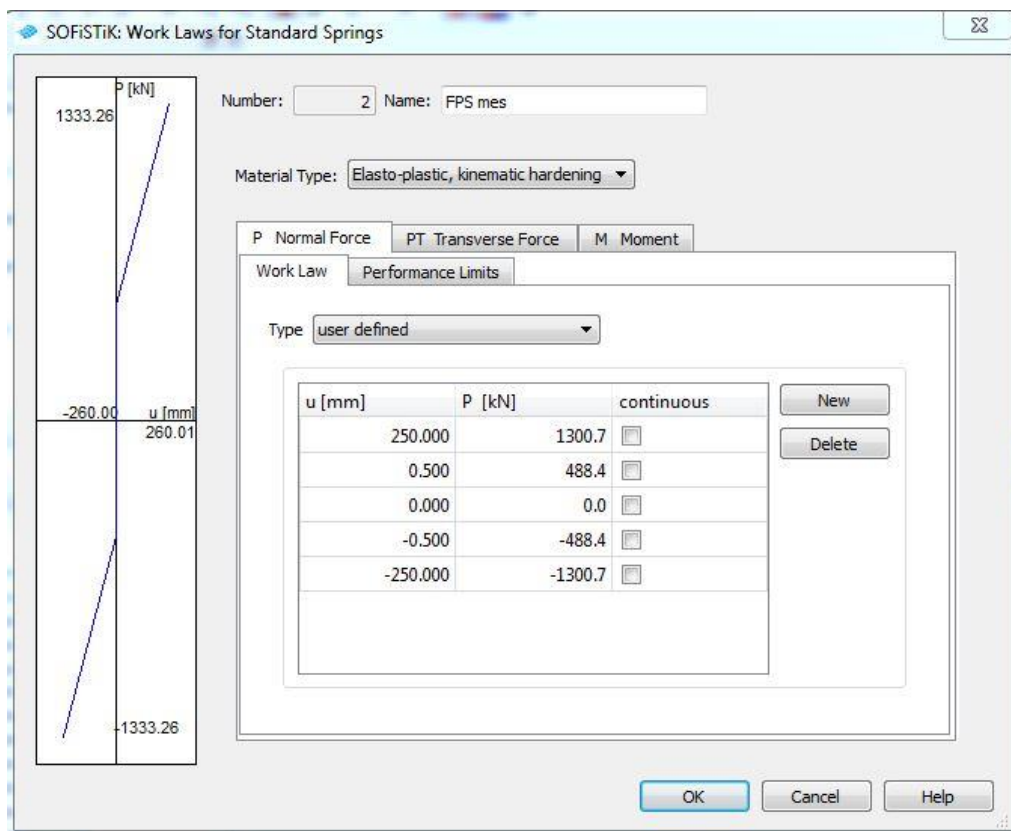 SOFiSTiK: Work Laws for Standard Springs
P [kN]
1333.26
-260.00 u [mm]
260.01
-1333.26
Number: 2 Name: FPS mes
Material Type: Elasto-plastic, kinematic hardening
P Normal Force PT Transverse Force M Moment
Work Law Performance Limits
Type user defined
u [mm] P [kN] continuous
250.000 1300.7
0.500 488.4
0.000 0.0
-0.500 -488.4
-250.000 -1300.7
New
Delete
OK Cancel Help